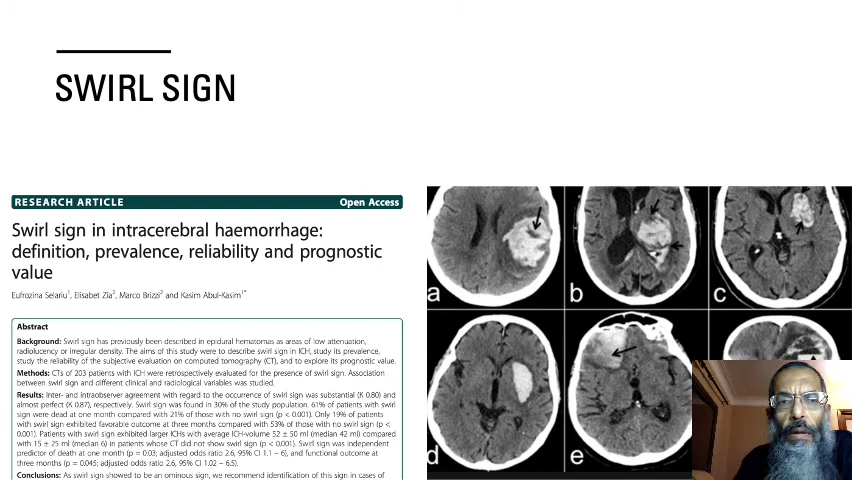 SWIRL SIGN
RESEARCH ARTICLE Open Access
Swirl sign in intracerebral haemorrhage:
definition, prevalence, reliability and prognostic
value
Eufrozina Selariu1, Elisabet Zia2, Marco Brizzi2 and Kasim Abul-Kasim1*
Abstract
Background: Swirl sign has previously been described in epidural hematomas as areas of low attenuation,
radiolucency or irregular density. The aims of this study were to describe swirl sign in ICH, study its prevalence,
study the reliability of the subjective evaluation on computed tomography (CT), and to explore its prognostic value.
Methods: CTs of 203 patients with ICH were retrospectively evaluated for the presence of swirl sign. Association
between swirl sign and different clinical and radiological variables was studied.
Results: Inter- and intraobserver agreement with regard to the occurrence of swirl sign was substantial (К 0.80) and
almost perfect (К 0.87), respectively. Swirl sign was found in 30% of the study population. 61% of patients with swirl
sign were dead at one month compared with 21% of those with no swirl sign (p < 0.001). Only 19% of patients
with swirl sign exhibited favorable outcome at three months compared with 53% of those with no swirl sign (p <
0.001). Patients with swirl sign exhibited larger ICHs with average ICH-volume 52 ± 50 ml (median 42 ml) compared
with 15 ± 25 ml (median 6) in patients whose CT did not show swirl sign (p < 0.001). Swirl sign was independent
predictor of death at one month (p = 0.03; adjusted odds ratio 2.6, 95% CI 1.1 – 6), and functional outcome at
three months (p = 0.045; adjusted odds ratio 2.6, 95% CI 1.02 – 6.5).
Conclusions: As swirl sign showed to be an ominous sign, we recommend identification of this sign in cases of
a b c
d e